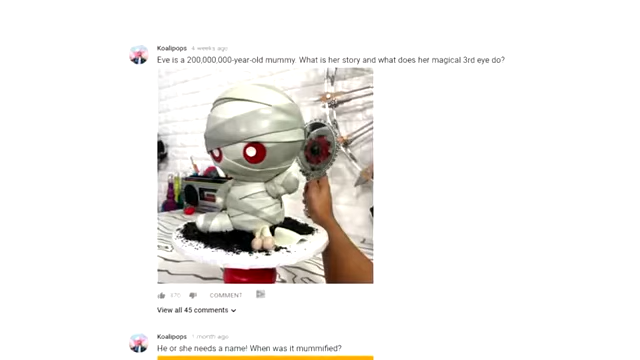 Koalipops 4 weeks ago
Eve is a 200,000,000-year-old mummy. What is her story and what does her magical 3rd eye do?
COMMENT
View all 45 comments
Koalipops 1 month ago
He or she needs a name! When was it mummified?